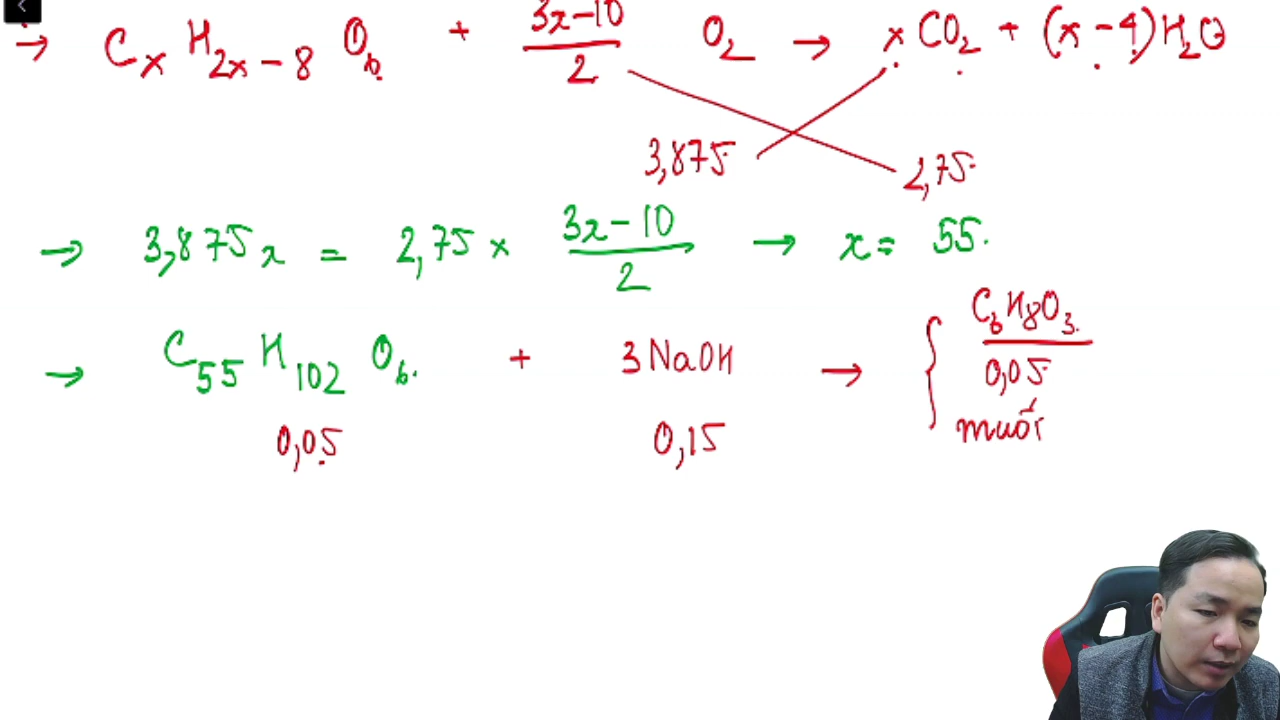 → CₓH₂ₓ₋₈O₆ + (3x-10)/2 O₂ → xCO₂ + (x-4)H₂O
3,875 2,75
→ 3,875x = 2,75 × (3x-10)/2 → x = 55.
→ C₅₅H₁₀₂O₆. + 3NaOH → { C₃H₈O₃
0,05
muối
0,05 0,15